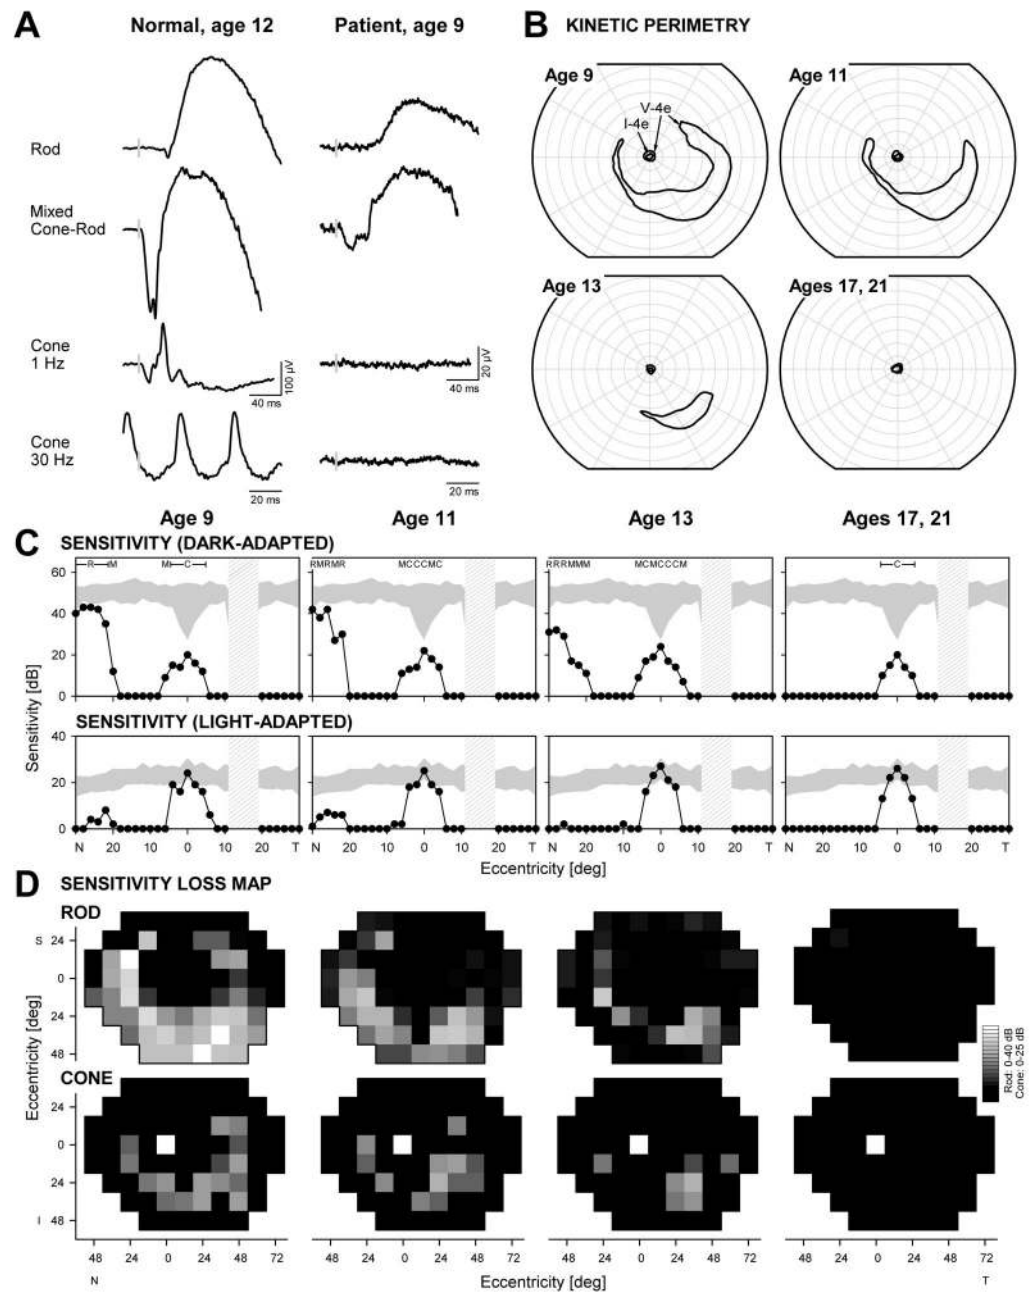 A Normal, age 12 Patient, age 9
Rod
Mixed
Cone-Rod
Cone
1 Hz
100 µV
40 ms
20 µV
40 ms
Cone
30 Hz
20 ms
20 ms
B KINETIC PERIMETRY
Age 9
V-4e
I-4e
Age 11
Age 13
Ages 17, 21
Age 9 Age 11 Age 13 Ages 17, 21
C SENSITIVITY (DARK-ADAPTED)
R M M C
RMRMR MCCCMC
RRRMMM MCMCCCM
C
60
40
20
0
SENSITIVITY (LIGHT-ADAPTED)
Sensitivity [dB]
40
20
0
N 20 10 0 10 20 T N 20 10 0 10 20 T N 20 10 0 10 20 T N 20 10 0 10 20 T
Eccentricity [deg]
D SENSITIVITY LOSS MAP
ROD
S 24
0
24
48
Eccentricity [deg]
Rod: 0-40 dB
Cone: 0-25 dB
CONE
24
0
24
I 48
48 24 0 24 48 72 48 24 0 24 48 72 48 24 0 24 48 72 48 24 0 24 48 72
N Eccentricity [deg] T